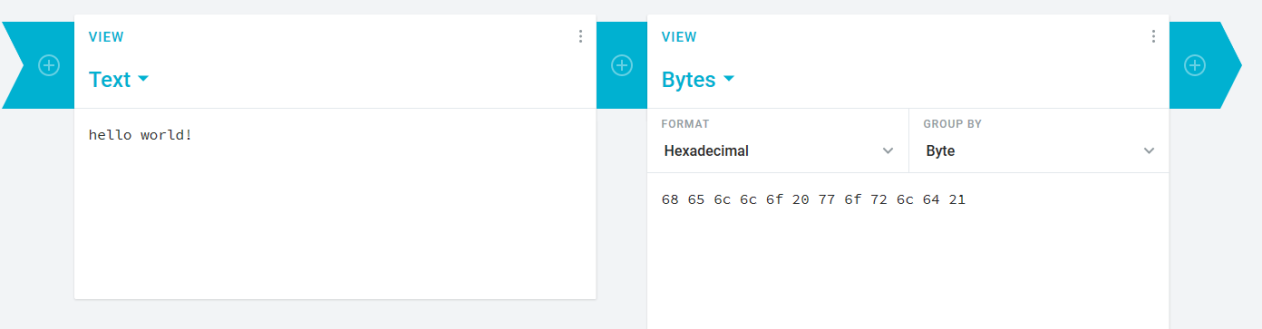 VIEW
Text
hello world!
VIEW
Bytes
FORMAT
Hexadecimal
GROUP BY
Byte
68 65 6c 6c 6f 20 77 6f 72 6c 64 21